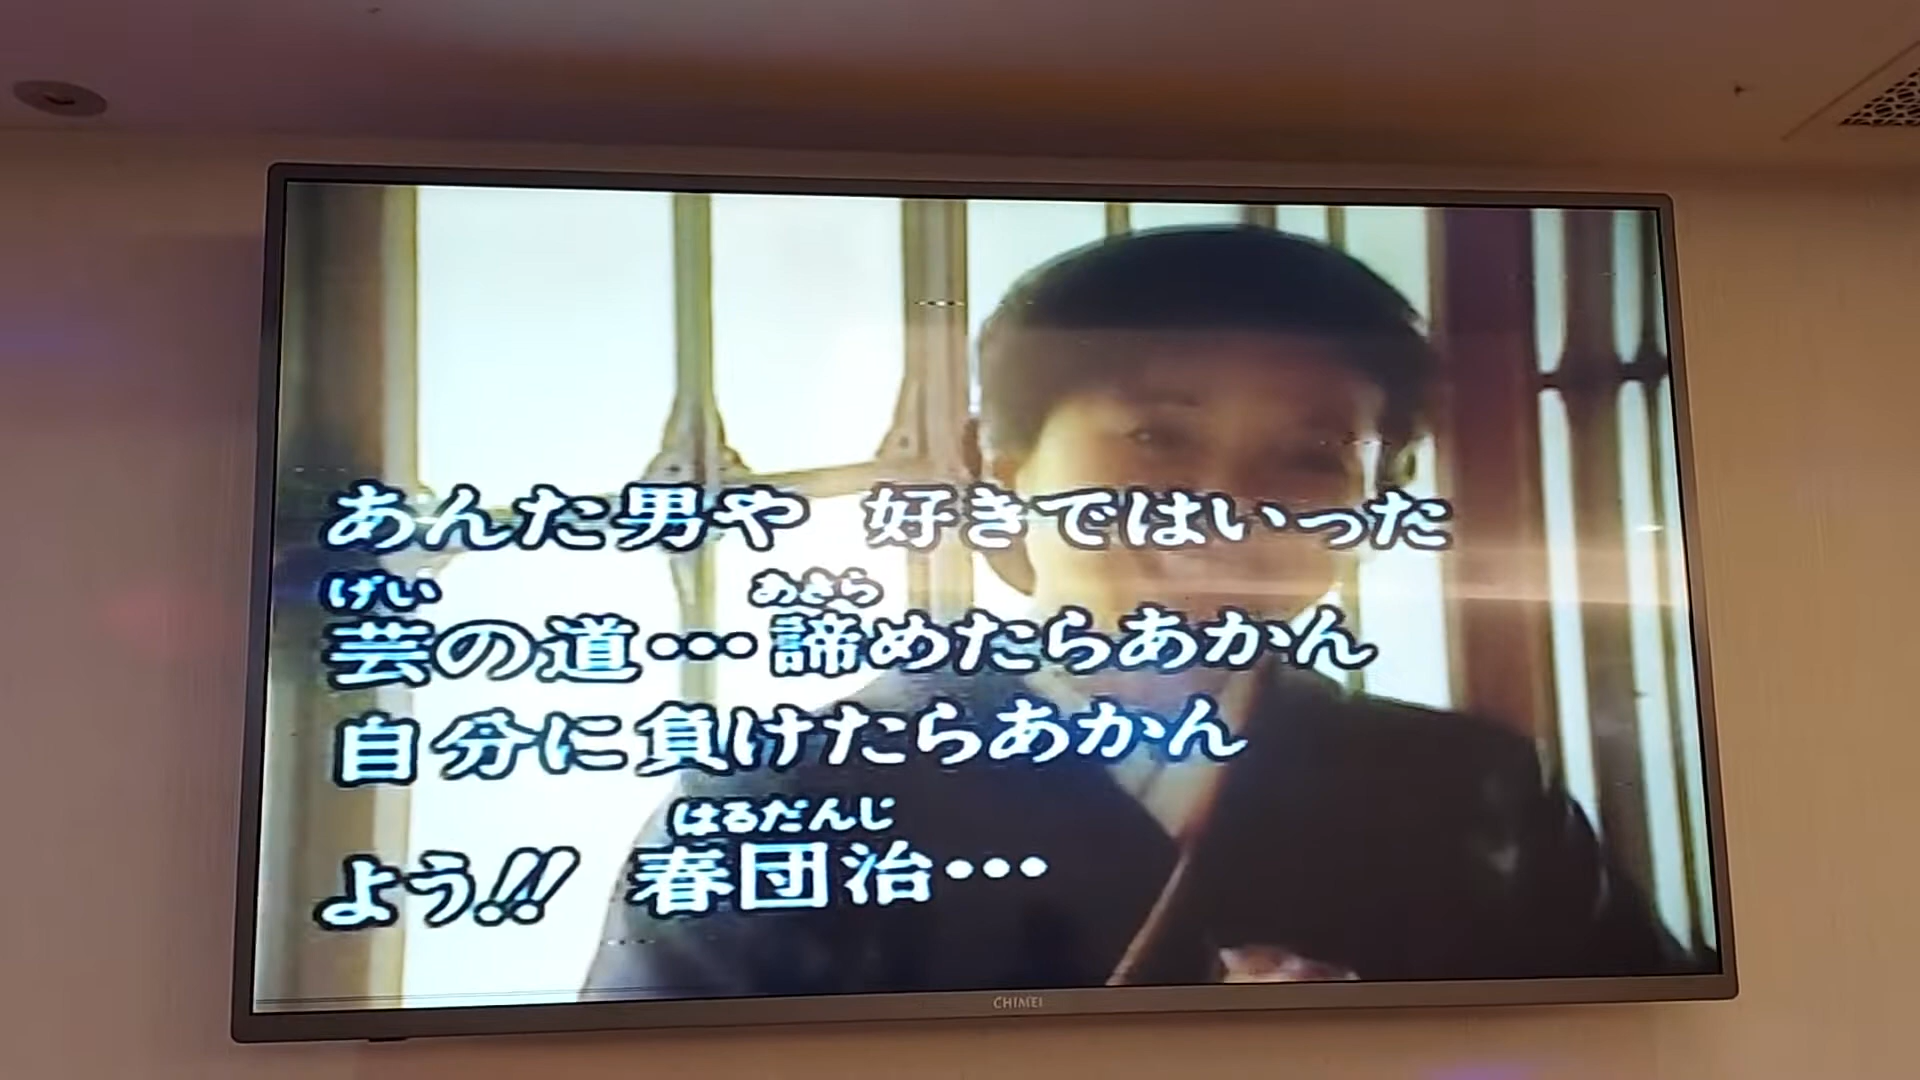 あんた男や 好きではいった
げい あきら
芸の道…諦めたらあかん
自分に負けたらあかん
はるだんじ
よう!! 春団治…
CHIMEI